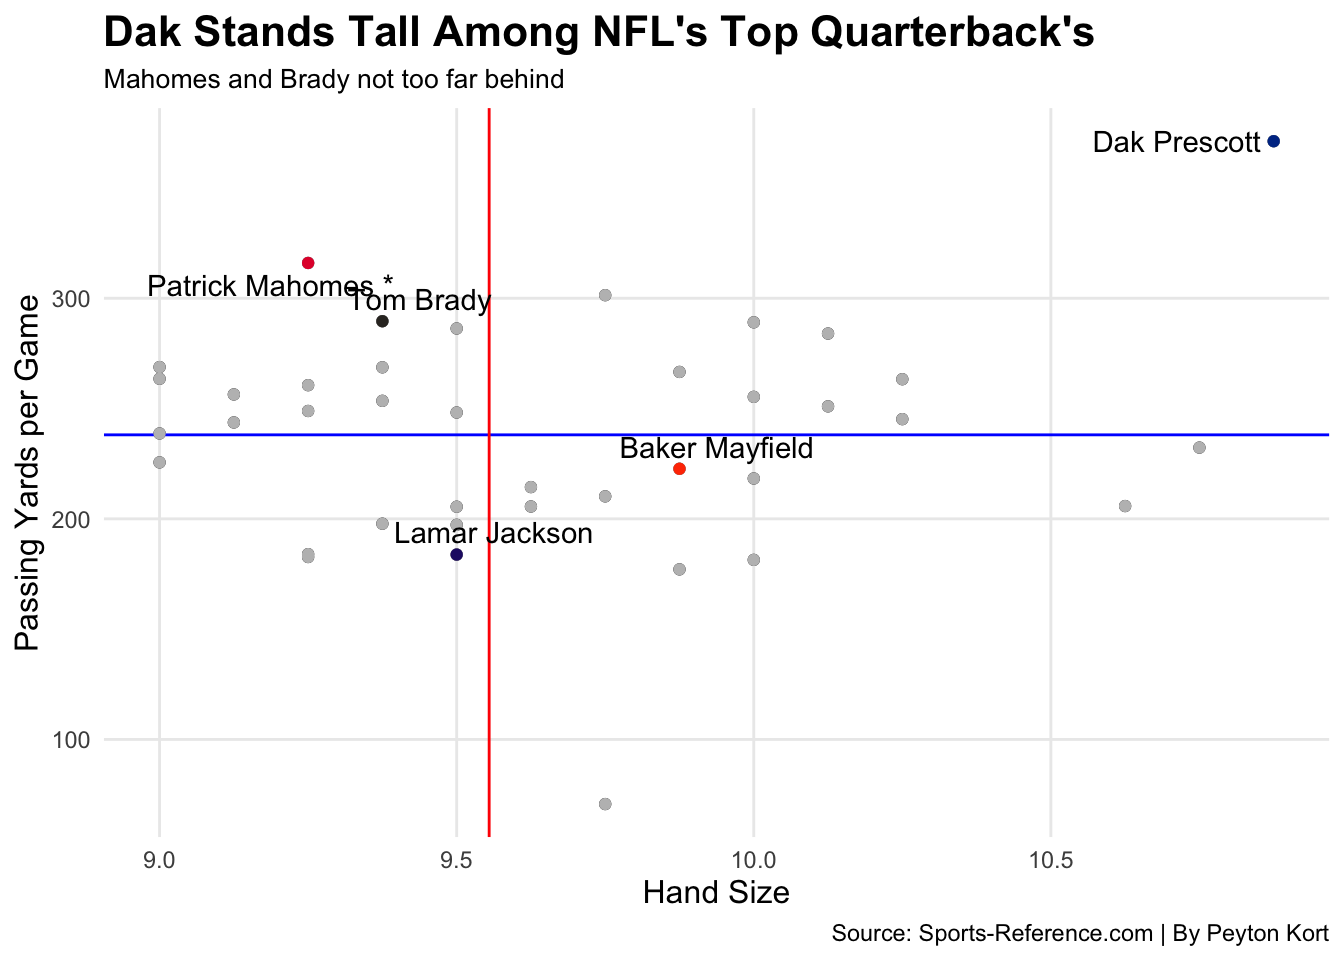 Dak Stands Tall Among NFL's Top Quarterback's
Mahomes and Brady not too far behind
Dak Prescott
Patrick Mahomes *
Tom Brady
Baker Mayfield
Lamar Jackson
Passing Yards per Game
300
200
100
9.0
9.5
10.0
10.5
Hand Size
Source: Sports-Reference.com | By Peyton Kort